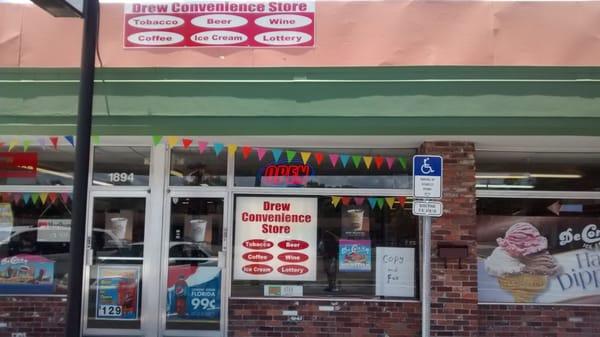 Drew Convenience Store
Tobacco Beer Wine
Coffee Ice Cream Lottery
1894
OPEN
Drew
Convenience
Store
Tobacco Beer
Coffee Wine
Ice Cream Lottery
COPY
and
Fax
FLORIDA
99¢
129